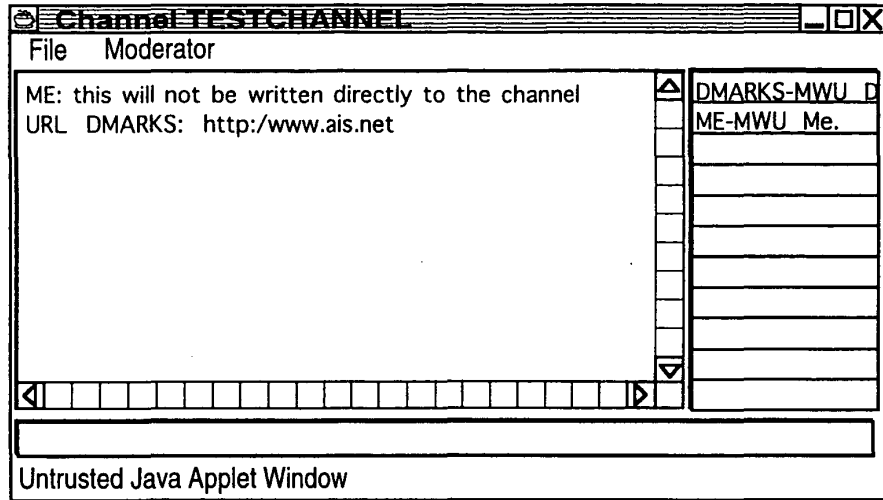 Channel TESTCHANNEL
File Moderator
ME: this will not be written directly to the channel
URL DMARKS: http:/www.ais.net
DMARKS-MWU D
ME-MWU Me.
Untrusted Java Applet Window